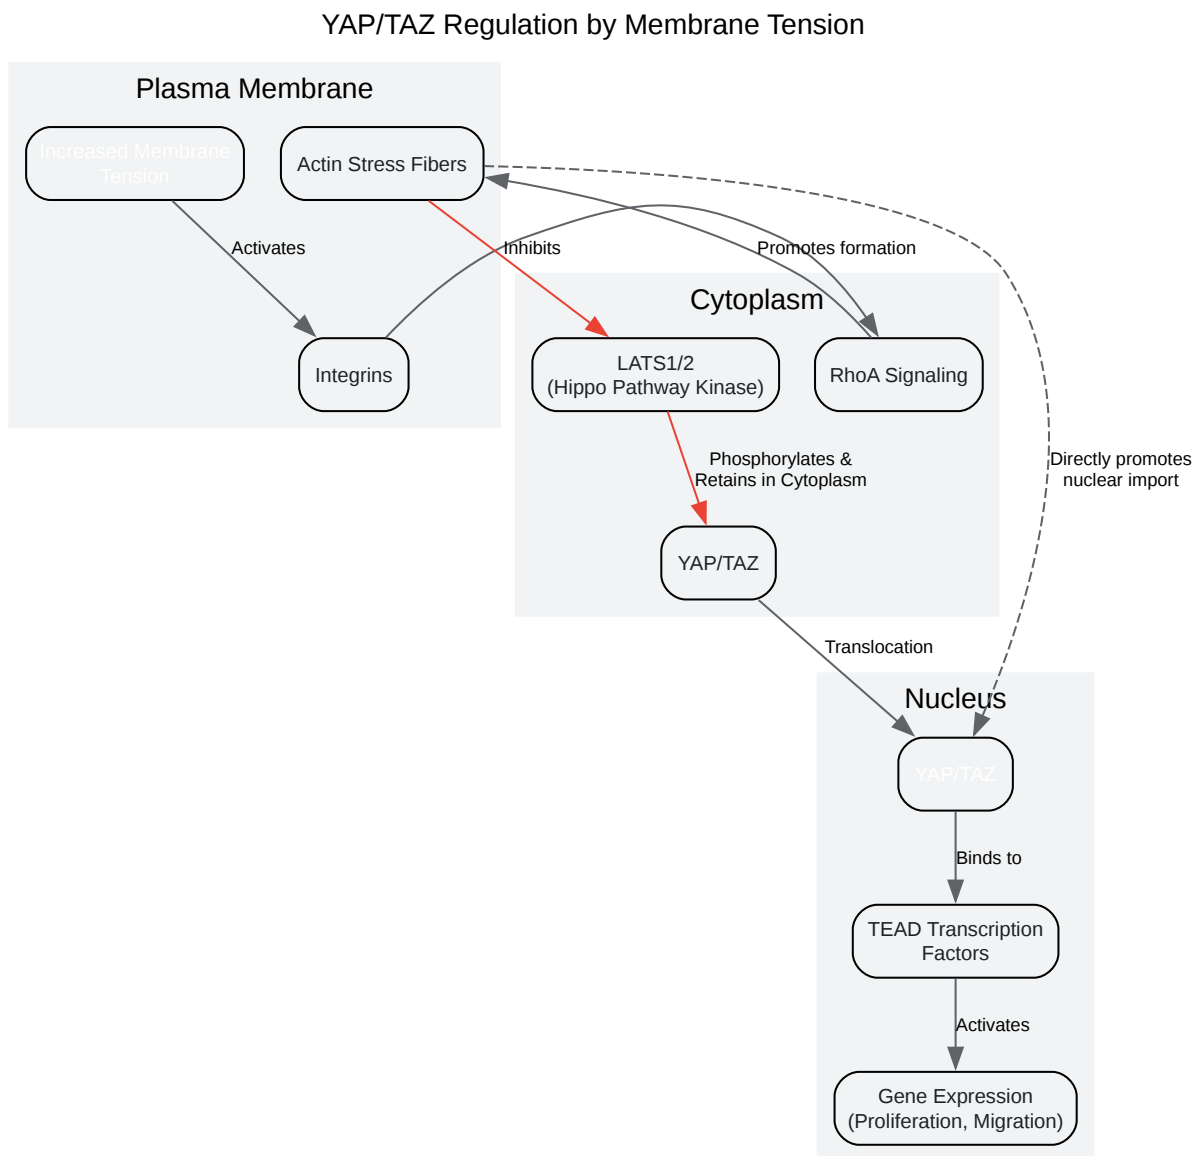 YAP/TAZ Regulation by Membrane Tension
Plasma Membrane
Increased Membrane
Tension
Actin Stress Fibers
Activates
Inhibits
Promotes formation
Cytoplasm
Integrins
LATS1/2
(Hippo Pathway Kinase)
RhoA Signaling
Phosphorylates &
Retains in Cytoplasm
Directly promotes
nuclear import
YAP/TAZ
Translocation
Nucleus
YAP/TAZ
Binds to
TEAD Transcription
Factors
Activates
Gene Expression
(Proliferation, Migration)